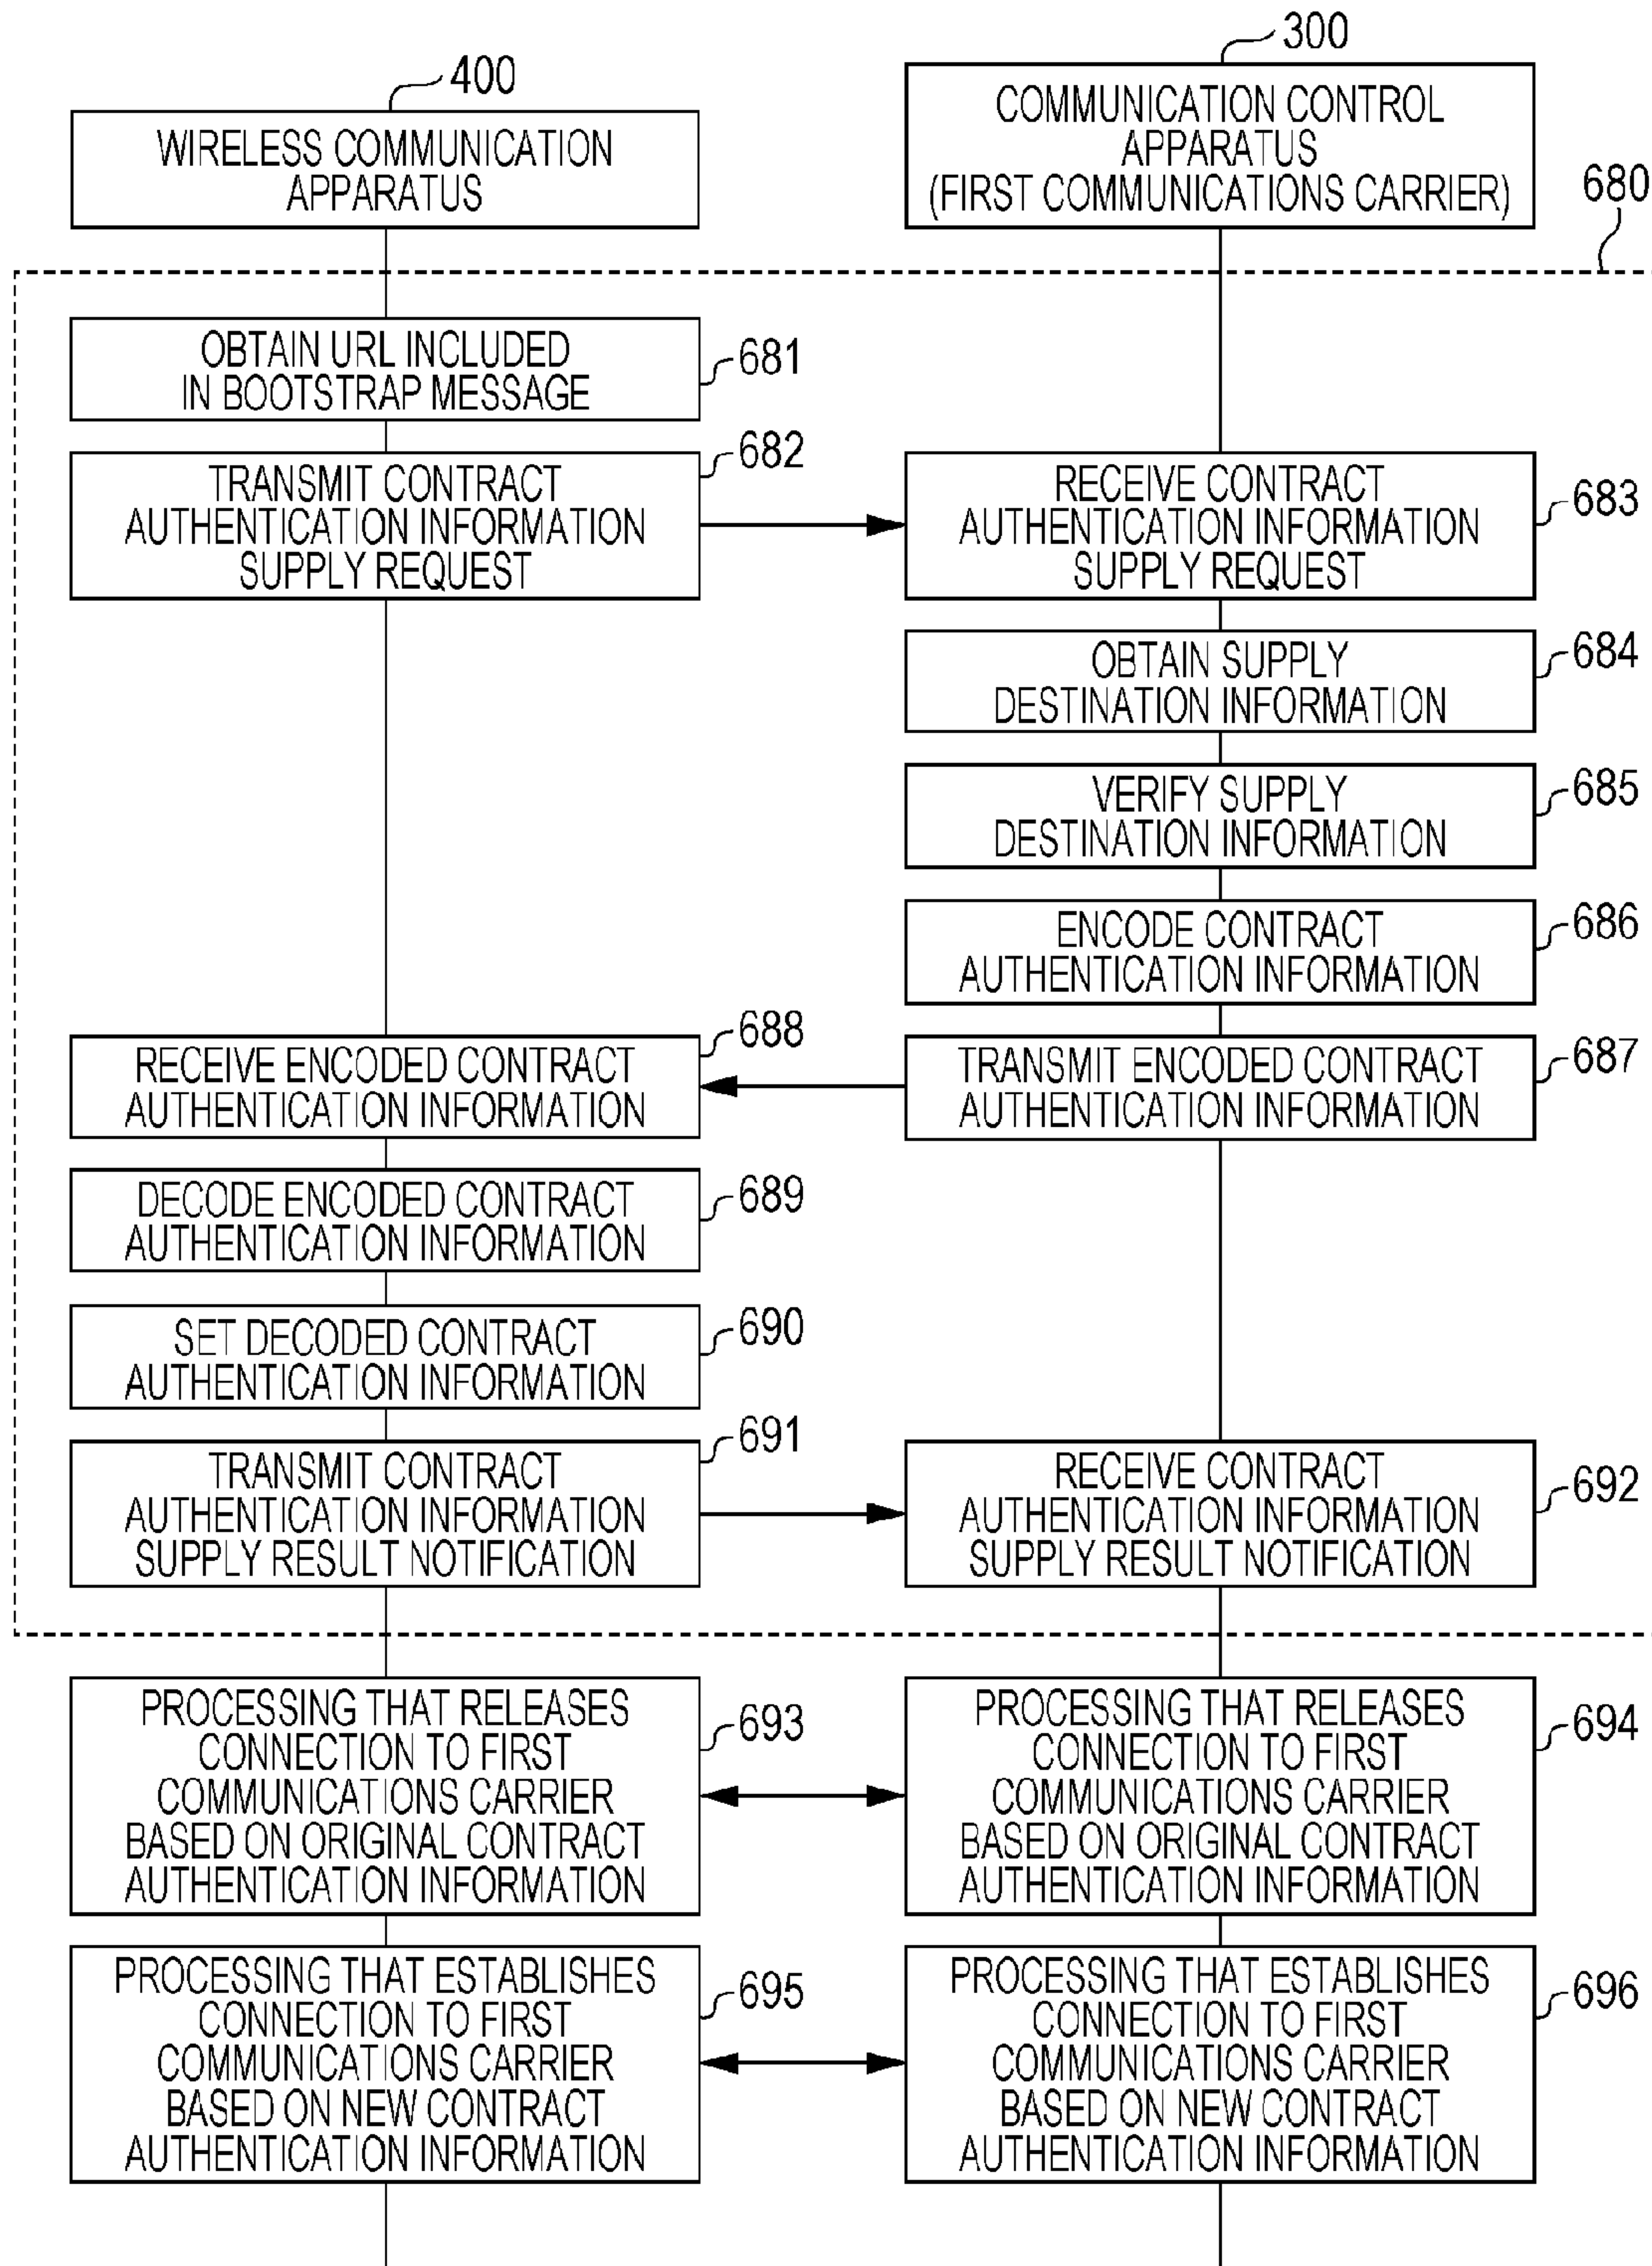 300
400
WIRELESS COMMUNICATION
APPARATUS
COMMUNICATION CONTROL
APPARATUS
(FIRST COMMUNICATIONS CARRIER)
680
OBTAIN URL INCLUDED
IN BOOTSTRAP MESSAGE
681
TRANSMIT CONTRACT
AUTHENTICATION INFORMATION
SUPPLY REQUEST
682
RECEIVE CONTRACT
AUTHENTICATION INFORMATION
SUPPLY REQUEST
683
OBTAIN SUPPLY
DESTINATION INFORMATION
684
VERIFY SUPPLY
DESTINATION INFORMATION
685
ENCODE CONTRACT
AUTHENTICATION INFORMATION
686
TRANSMIT ENCODED CONTRACT
AUTHENTICATION INFORMATION
687
RECEIVE ENCODED CONTRACT
AUTHENTICATION INFORMATION
688
DECODE ENCODED CONTRACT
AUTHENTICATION INFORMATION
689
SET DECODED CONTRACT
AUTHENTICATION INFORMATION
690
TRANSMIT CONTRACT
AUTHENTICATION INFORMATION
SUPPLY RESULT NOTIFICATION
691
RECEIVE CONTRACT
AUTHENTICATION INFORMATION
SUPPLY RESULT NOTIFICATION
692
PROCESSING THAT RELEASES
CONNECTION TO FIRST
COMMUNICATIONS CARRIER
BASED ON ORIGINAL CONTRACT
AUTHENTICATION INFORMATION
693
PROCESSING THAT RELEASES
CONNECTION TO FIRST
COMMUNICATIONS CARRIER
BASED ON ORIGINAL CONTRACT
AUTHENTICATION INFORMATION
694
PROCESSING THAT ESTABLISHES
CONNECTION TO FIRST
COMMUNICATIONS CARRIER
BASED ON NEW CONTRACT
AUTHENTICATION INFORMATION
695
PROCESSING THAT ESTABLISHES
CONNECTION TO FIRST
COMMUNICATIONS CARRIER
BASED ON NEW CONTRACT
AUTHENTICATION INFORMATION
696